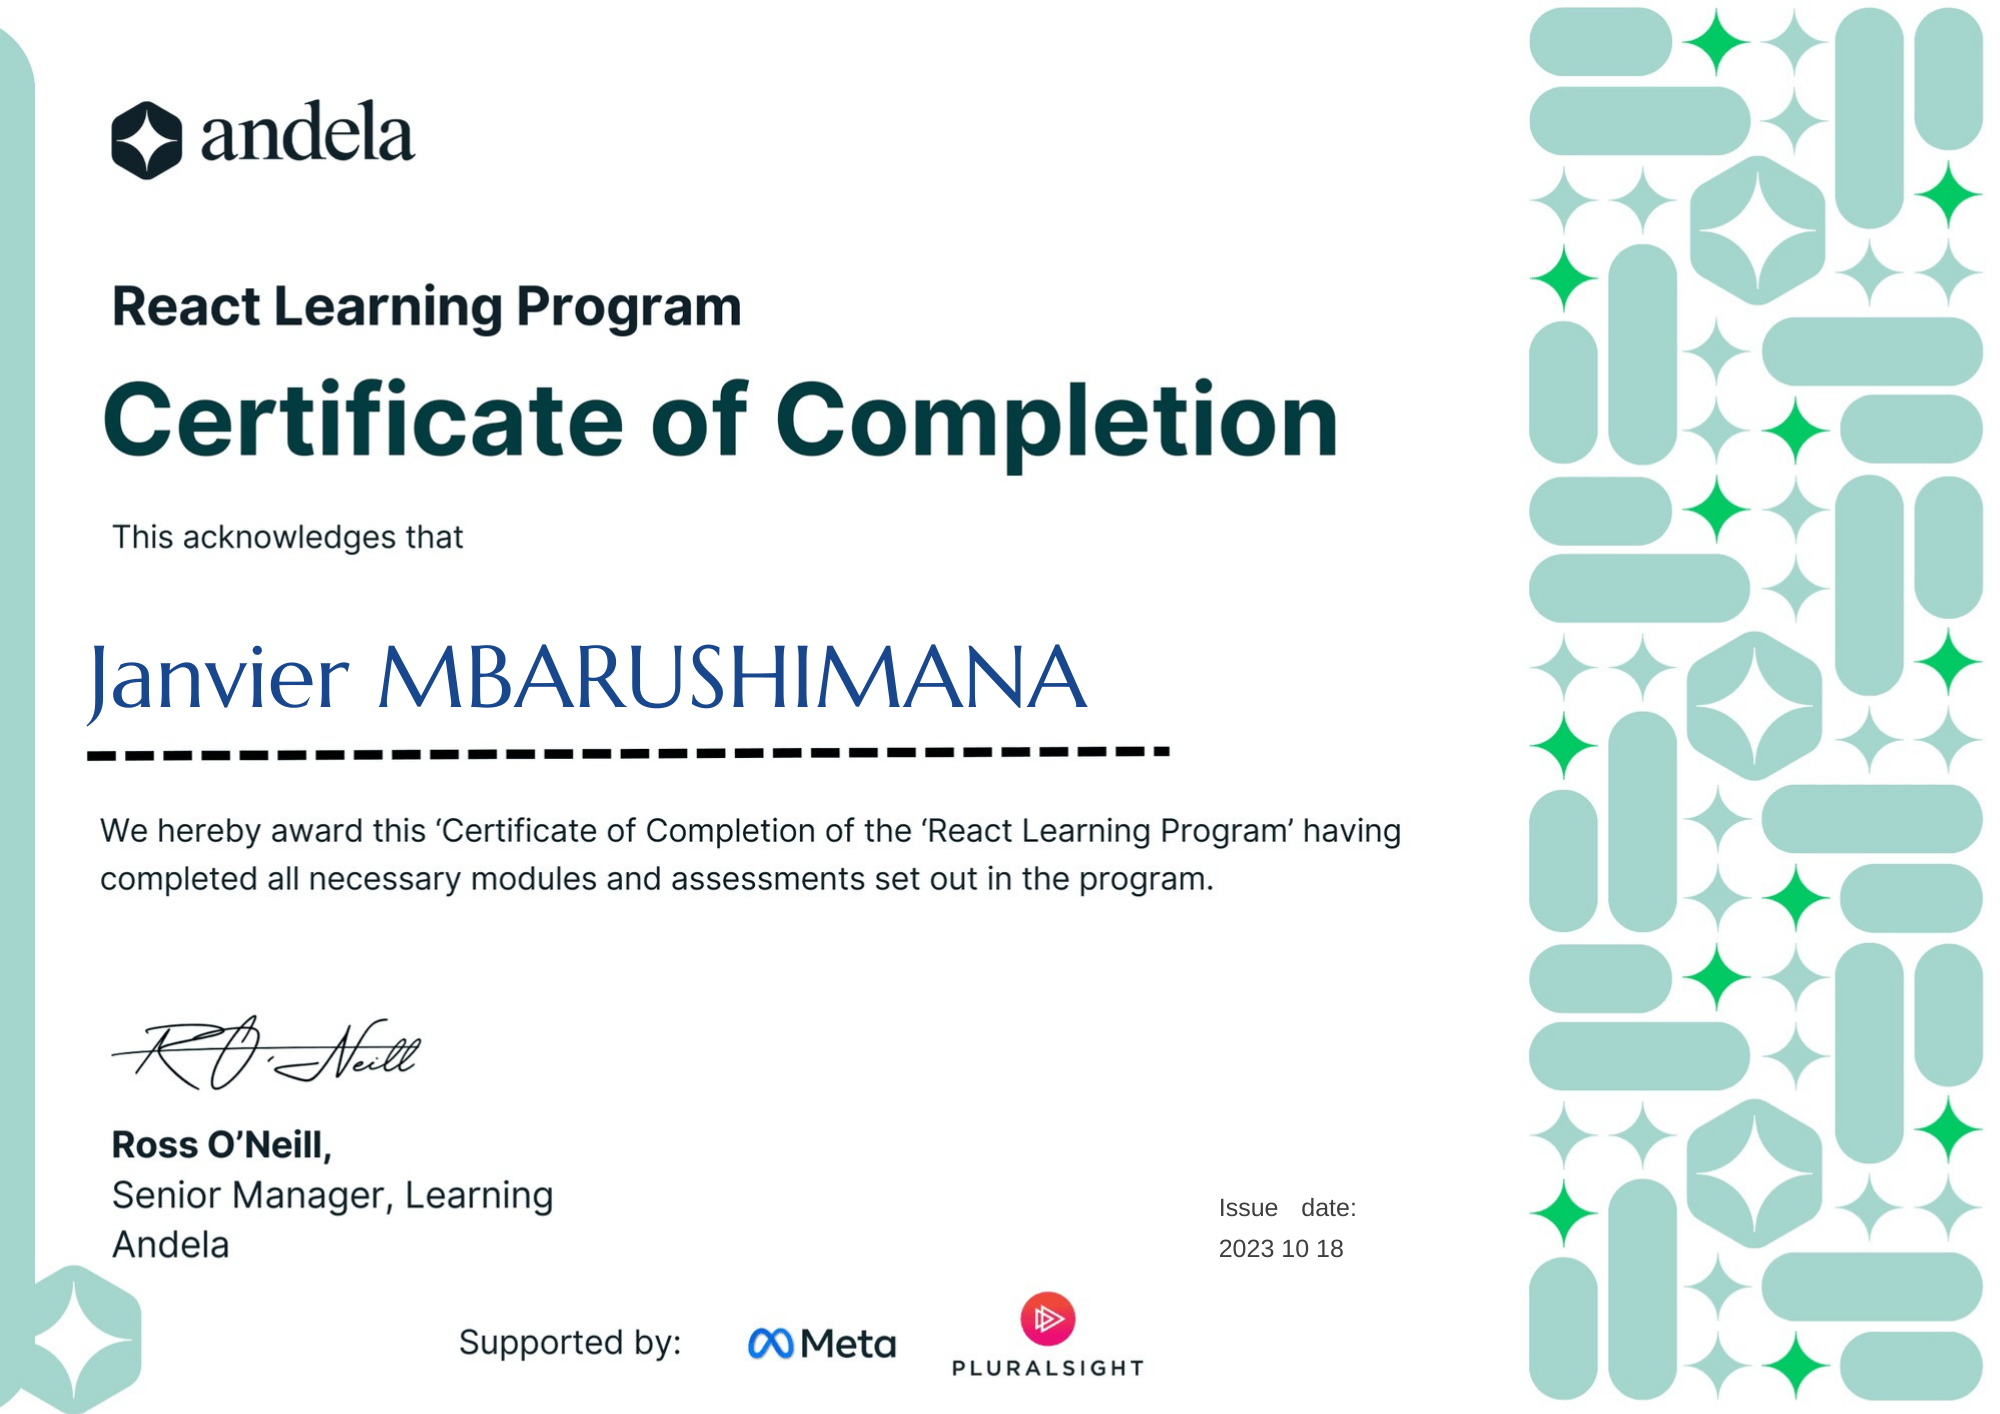 andela
React Learning Program
Certificate of Completion
This acknowledges that
Janvier MBARUSHIMANA
We hereby award this ‘Certificate of Completion of the ‘React Learning Program’ having
completed all necessary modules and assessments set out in the program.
RO'Neill
Ross O’Neill,
Senior Manager, Learning
Andela
Issue date:
2023 10 18
Supported by:
Meta
PLURALSIGHT